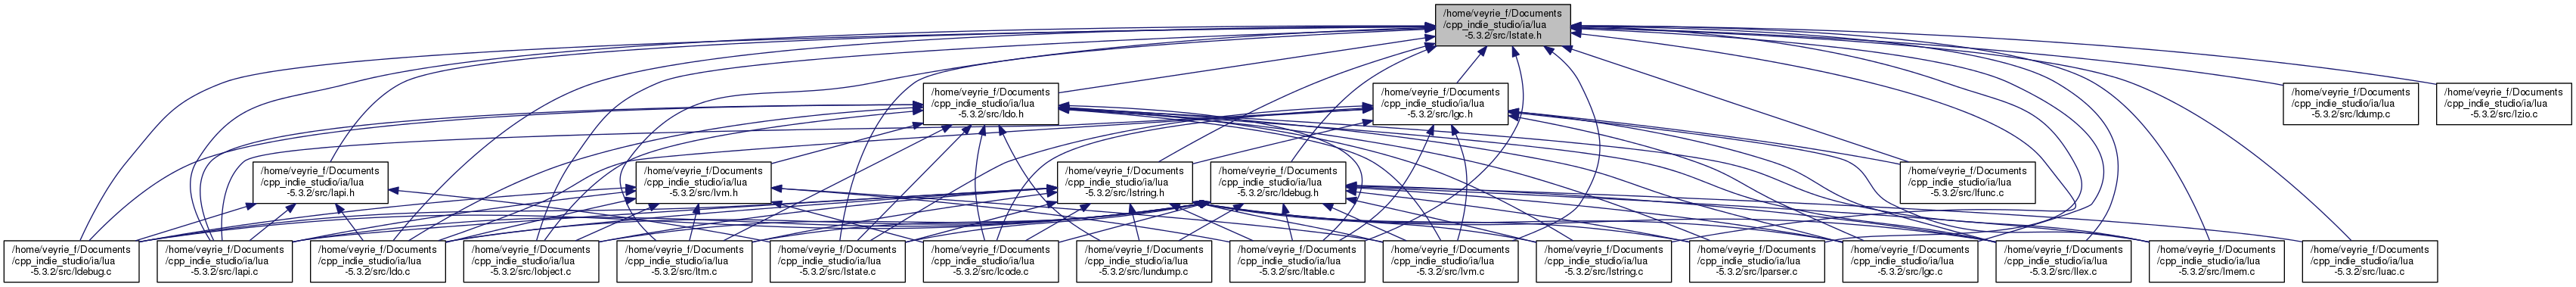 /home/veyrie_f/Documents
/cpp_indie_studio/ia/lua
-5.3.2/src/lstate.h
/home/veyrie_f/Documents
/cpp_indie_studio/ia/lua
-5.3.2/src/ldo.h
/home/veyrie_f/Documents
/cpp_indie_studio/ia/lua
-5.3.2/src/lgc.h
/home/veyrie_f/Documents
/cpp_indie_studio/ia/lua
-5.3.2/src/ldump.c
/home/veyrie_f/Documents
/cpp_indie_studio/ia/lua
-5.3.2/src/lzio.c
/home/veyrie_f/Documents
/cpp_indie_studio/ia/lua
-5.3.2/src/lapi.h
/home/veyrie_f/Documents
/cpp_indie_studio/ia/lua
-5.3.2/src/lvm.h
/home/veyrie_f/Documents
/cpp_indie_studio/ia/lua
-5.3.2/src/lstring.h
/home/veyrie_f/Documents
/cpp_indie_studio/ia/lua
-5.3.2/src/ldebug.h
/home/veyrie_f/Documents
/cpp_indie_studio/ia/lua
-5.3.2/src/lfunc.c
/home/veyrie_f/Documents
/cpp_indie_studio/ia/lua
-5.3.2/src/ldebug.c
/home/veyrie_f/Documents
/cpp_indie_studio/ia/lua
-5.3.2/src/lapi.c
/home/veyrie_f/Documents
/cpp_indie_studio/ia/lua
-5.3.2/src/ldo.c
/home/veyrie_f/Documents
/cpp_indie_studio/ia/lua
-5.3.2/src/lobject.c
/home/veyrie_f/Documents
/cpp_indie_studio/ia/lua
-5.3.2/src/ltm.c
/home/veyrie_f/Documents
/cpp_indie_studio/ia/lua
-5.3.2/src/lstate.c
/home/veyrie_f/Documents
/cpp_indie_studio/ia/lua
-5.3.2/src/lcode.c
/home/veyrie_f/Documents
/cpp_indie_studio/ia/lua
-5.3.2/src/lundump.c
/home/veyrie_f/Documents
/cpp_indie_studio/ia/lua
-5.3.2/src/ltable.c
/home/veyrie_f/Documents
/cpp_indie_studio/ia/lua
-5.3.2/src/lvm.c
/home/veyrie_f/Documents
/cpp_indie_studio/ia/lua
-5.3.2/src/lstring.c
/home/veyrie_f/Documents
/cpp_indie_studio/ia/lua
-5.3.2/src/lparser.c
/home/veyrie_f/Documents
/cpp_indie_studio/ia/lua
-5.3.2/src/lgc.c
/home/veyrie_f/Documents
/cpp_indie_studio/ia/lua
-5.3.2/src/llex.c
/home/veyrie_f/Documents
/cpp_indie_studio/ia/lua
-5.3.2/src/lmem.c
/home/veyrie_f/Documents
/cpp_indie_studio/ia/lua
-5.3.2/src/luac.c